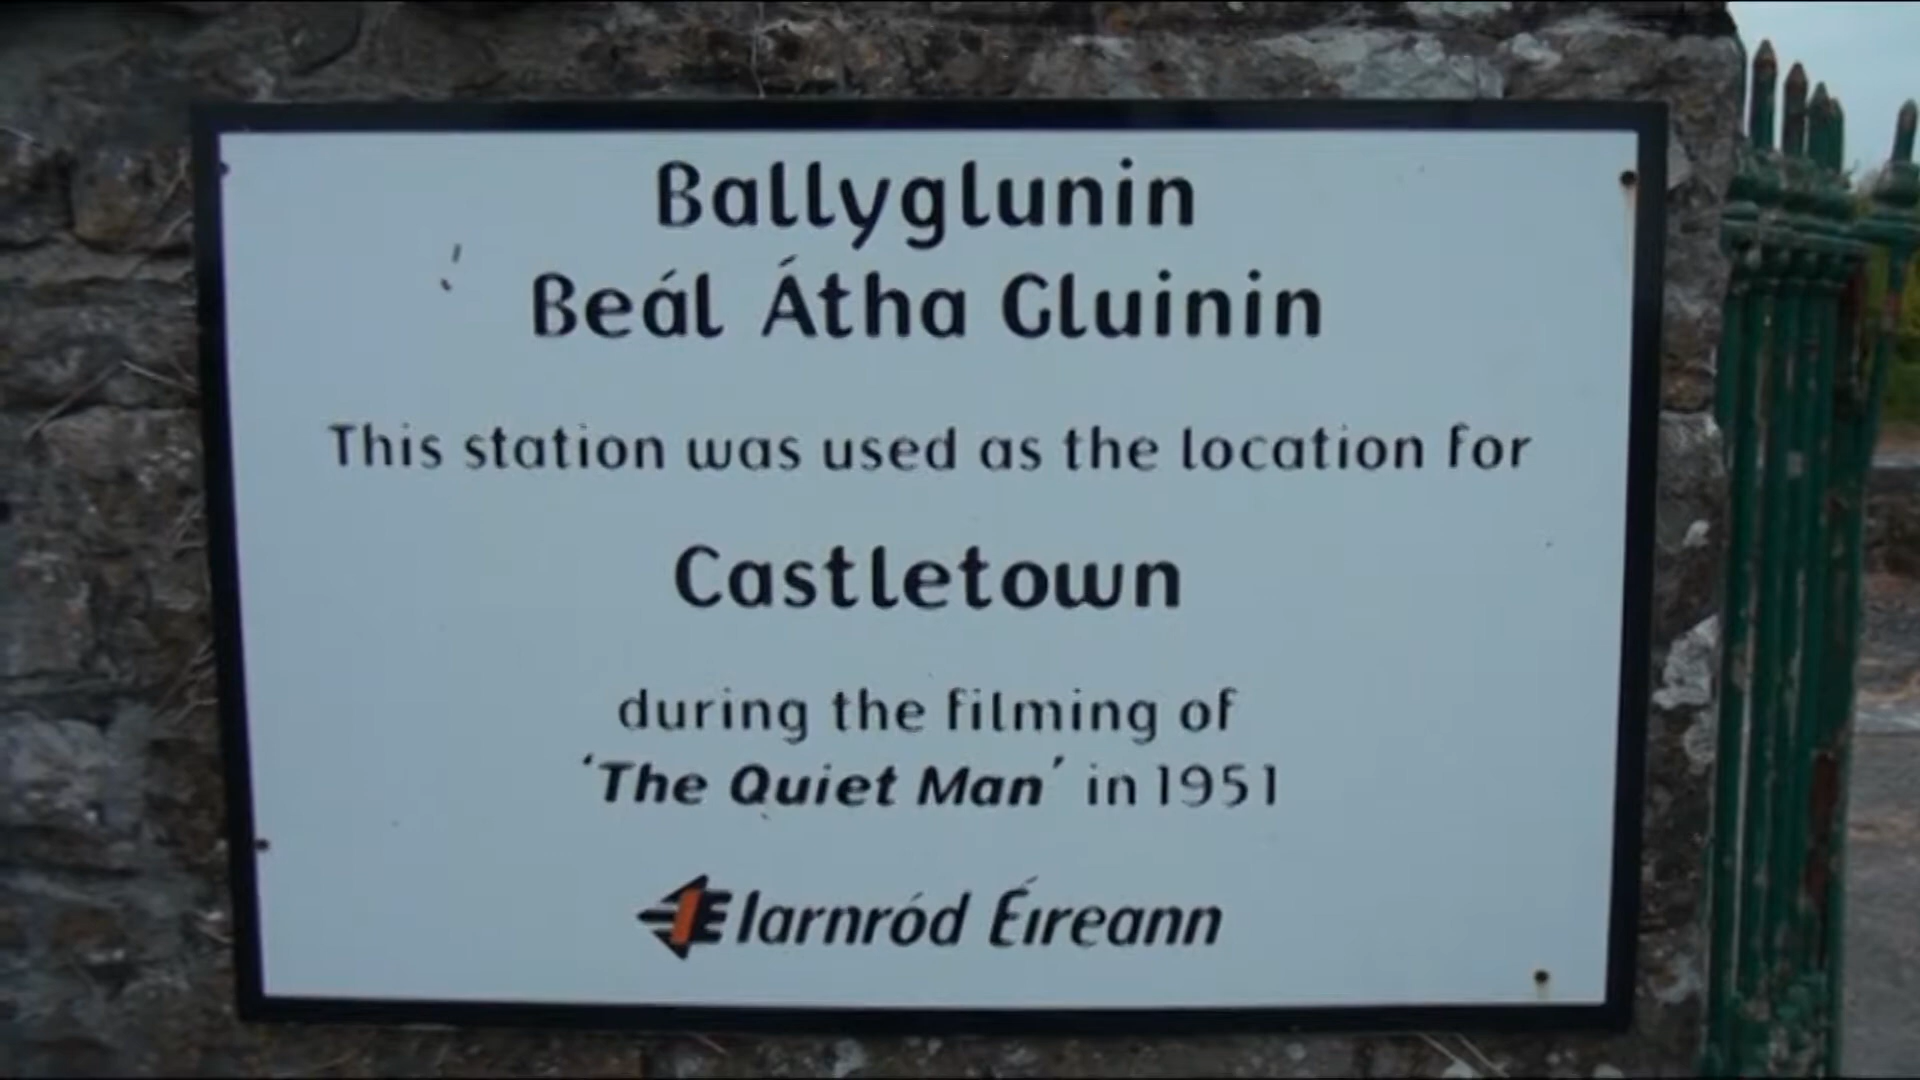 Ballyglunin
Beál Átha Gluinin
This station was used as the location for
Castletown
during the filming of
‘The Quiet Man’ in 1951
IE Iarnród Éireann